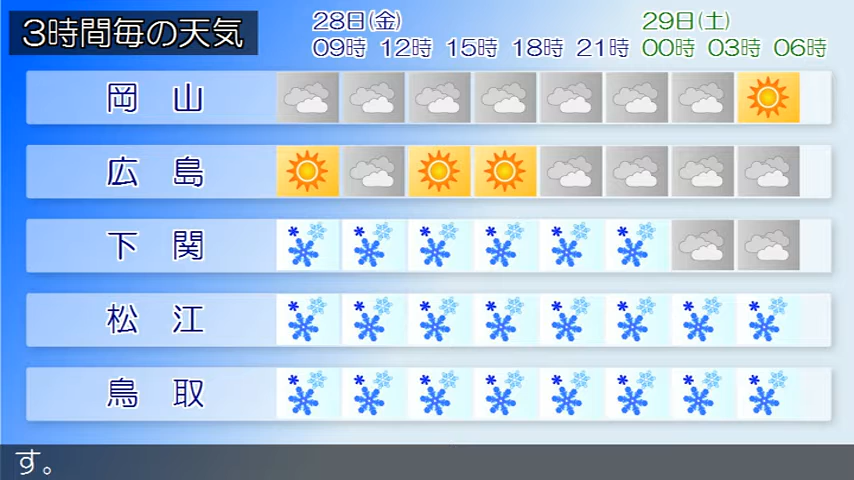 3時間毎の天気
28日(金) 29日(土)
09時 12時 15時 18時 21時 00時 03時 06時
岡 山
広 島
下 関
松 江
鳥 取
す。